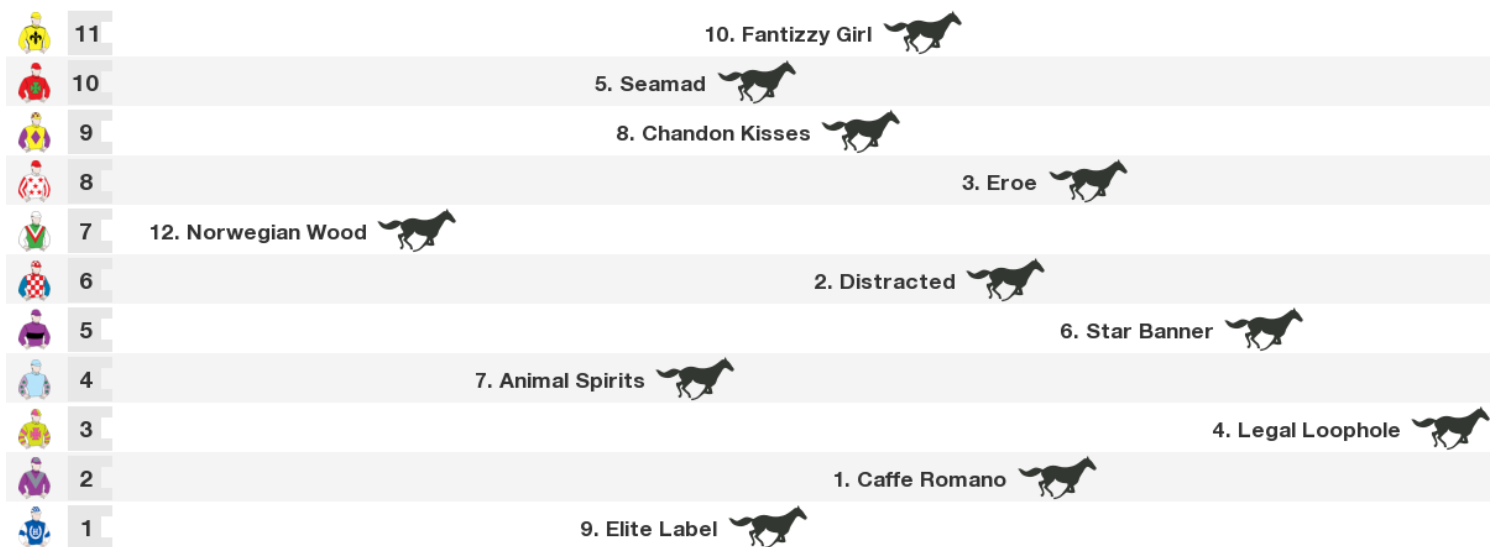 11 10. Fantizzy Girl
10 5. Seamad
9 8. Chandon Kisses
8 3. Eroe
7 12. Norwegian Wood
6 2. Distracted
5 6. Star Banner
4 7. Animal Spirits
3 4. Legal Loophole
2 1. Caffe Romano
1 9. Elite Label